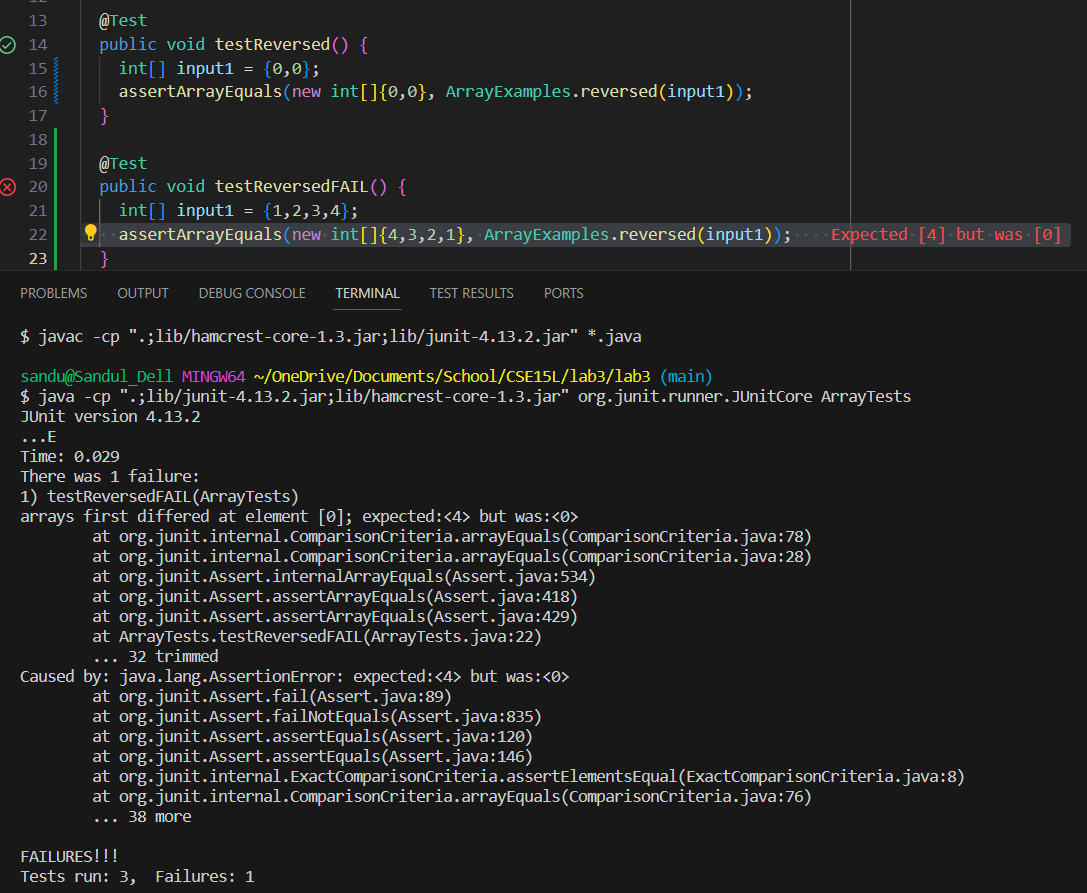 12
13 @Test
14 public void testReversed() {
15 int[] input1 = {0,0};
16 assertArrayEquals(new int[]{0,0}, ArrayExamples.reversed(input1));
17 }
18
19 @Test
20 public void testReversedFAIL() {
21 int[] input1 = {1,2,3,4};
22 assertArrayEquals(new int[]{4,3,2,1}, ArrayExamples.reversed(input1));····Expected [4] but was [0]
23 }
PROBLEMS OUTPUT DEBUG CONSOLE TERMINAL TEST RESULTS PORTS
$ javac -cp ".;lib/hamcrest-core-1.3.jar;lib/junit-4.13.2.jar" *.java
sandu@Sandul_Dell MINGW64 ~/OneDrive/Documents/School/CSE15L/lab3/lab3 (main)
$ java -cp ".;lib/junit-4.13.2.jar;lib/hamcrest-core-1.3.jar" org.junit.runner.JUnitCore ArrayTests
JUnit version 4.13.2
...E
Time: 0.029
There was 1 failure:
1) testReversedFAIL(ArrayTests)
arrays first differed at element [0]; expected:<4> but was:<0>
at org.junit.internal.ComparisonCriteria.arrayEquals(ComparisonCriteria.java:78)
at org.junit.internal.ComparisonCriteria.arrayEquals(ComparisonCriteria.java:28)
at org.junit.Assert.internalArrayEquals(Assert.java:534)
at org.junit.Assert.assertArrayEquals(Assert.java:418)
at org.junit.Assert.assertArrayEquals(Assert.java:429)
at ArrayTests.testReversedFAIL(ArrayTests.java:22)
... 32 trimmed
Caused by: java.lang.AssertionError: expected:<4> but was:<0>
at org.junit.Assert.fail(Assert.java:89)
at org.junit.Assert.failNotEquals(Assert.java:835)
at org.junit.Assert.assertEquals(Assert.java:120)
at org.junit.Assert.assertEquals(Assert.java:146)
at org.junit.internal.ExactComparisonCriteria.assertElementsEqual(ExactComparisonCriteria.java:8)
at org.junit.internal.ComparisonCriteria.arrayEquals(ComparisonCriteria.java:76)
... 38 more
FAILURES!!!
Tests run: 3,  Failures: 1